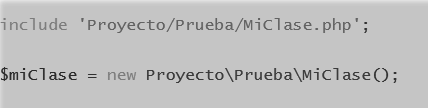 include 'Proyecto/Prueba/MiClase.php';
$miClase = new Proyecto\Prueba\MiClase();